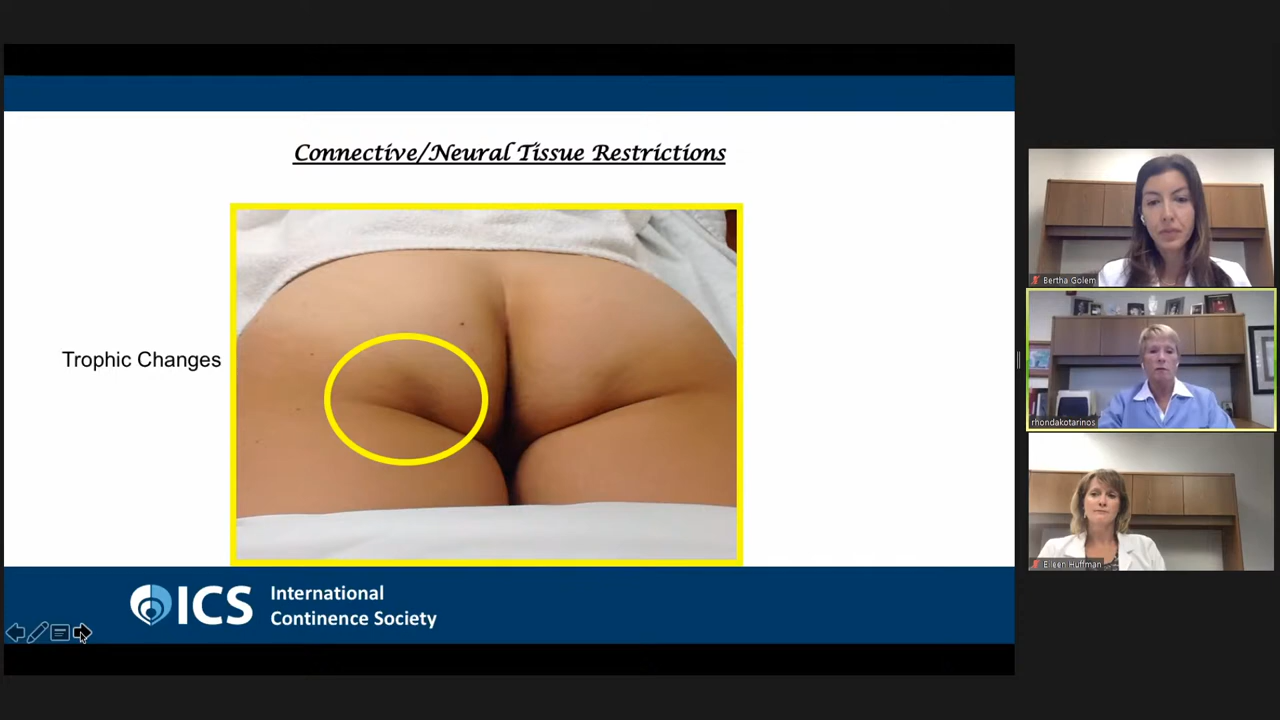 Connective/Neural Tissue Restrictions
Trophic Changes
ICS
International
Continence Society
Bertha Golem
rhondakotarinos
Eileen Huffman